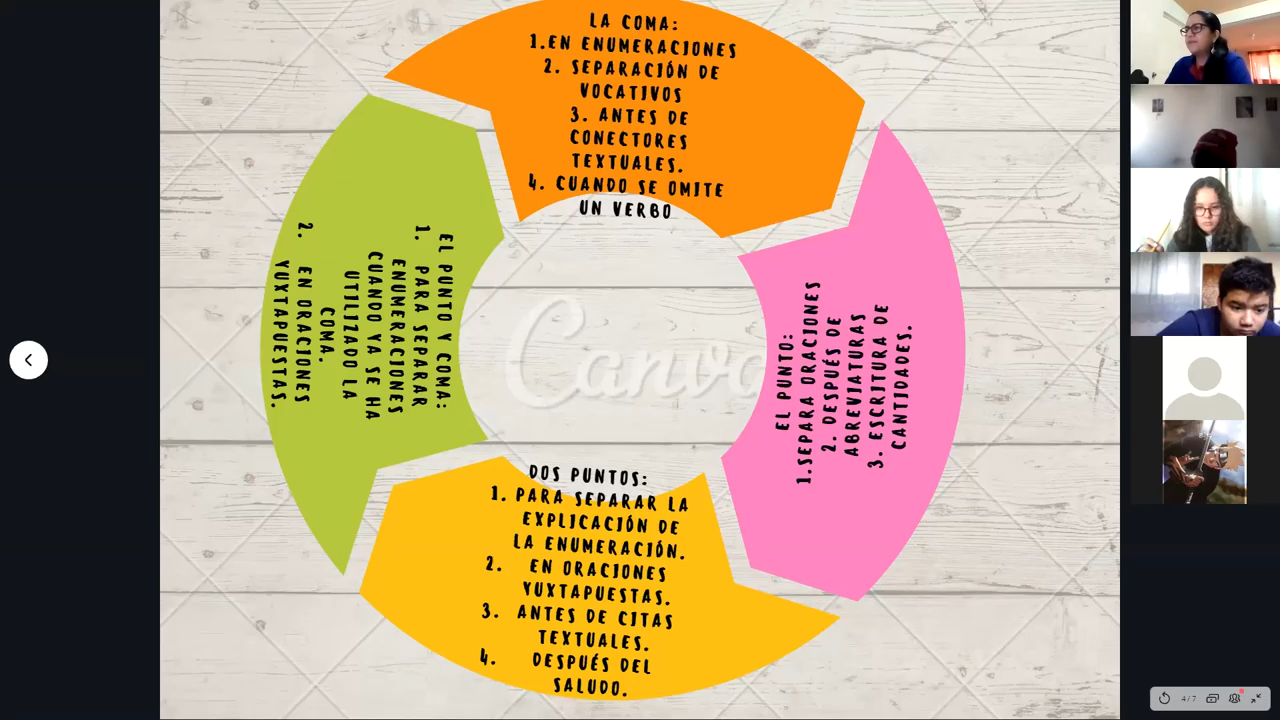 LA COMA:
1.EN ENUMERACIONES
2. SEPARACIÓN DE
VOCATIVOS
3. ANTES DE
CONECTORES
TEXTUALES.
4. CUANDO SE OMITE
UN VERBO
EL PUNTO:
1.SEPARA ORACIONES
2. DESPUÉS DE
ABREVIATURAS
3. ESCRITURA DE
CANTIDADES.
DOS PUNTOS:
1. PARA SEPARAR LA
EXPLICACIÓN DE
LA ENUMERACIÓN.
2. EN ORACIONES
YUXTAPUESTAS.
3. ANTES DE CITAS
TEXTUALES.
4. DESPUÉS DEL
SALUDO.
EL PUNTO Y COMA:
1. PARA SEPARAR
ENUMERACIONES
CUANDO YA SE HA
UTILIZADO LA
COMA.
2. EN ORACIONES
YUXTAPUESTAS.
Canva
4/7